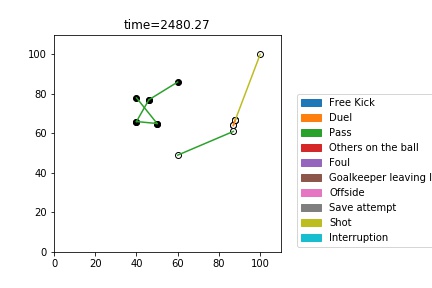 time=2480.27
100
80
60
40
20
0
0 20 40 60 80 100
Free Kick
Duel
Pass
Others on the ball
Foul
Goalkeeper leaving l
Offside
Save attempt
Shot
Interruption